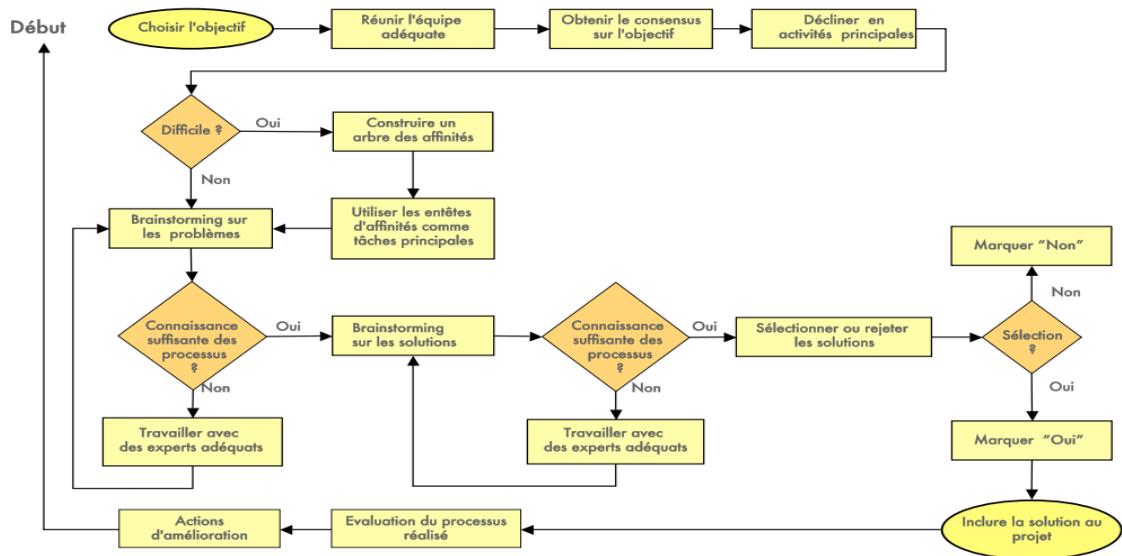 Début
Choisir l'objectif
Réunir l'équipe
adéquate
Obtenir le consensus
sur l'objectif
Décliner en
activités principales
Difficile ?
Oui
Construire un
arbre des affinités
Non
Brainstorming sur
les problèmes
Utiliser les entêtes
d'affinités comme
tâches principales
Marquer “Non”
Non
Connaissance
suffisante des
processus
?
Oui
Brainstorming
sur les solutions
Connaissance
suffisante des
processus
?
Oui
Sélectionner ou rejeter
les solutions
Sélection
?
Non
Non
Oui
Travailler avec
des experts adéquats
Travailler avec
des experts adéquats
Marquer “Oui”
Actions
d'amélioration
Evaluation du processus
réalisé
Inclure la solution au
projet